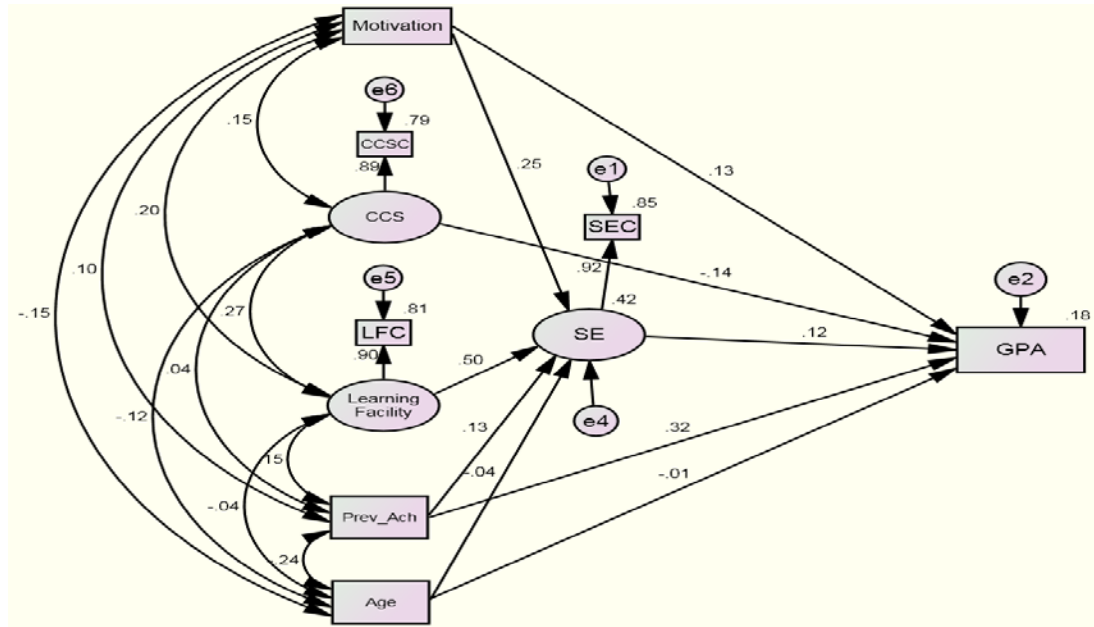 Motivation
e6
.15
.79
CCSC
.89
.25
e1
.13
.85
SEC
.20
CCS
.92
-.14
.10
e5
e2
-.15
.27
.81
LFC
.42
SE
.12
.18
GPA
.90
.04
.50
Learning
Facility
-.12
.13
e4
.32
15
-.04
-.01
-.04
Prev_Ach
.24
Age